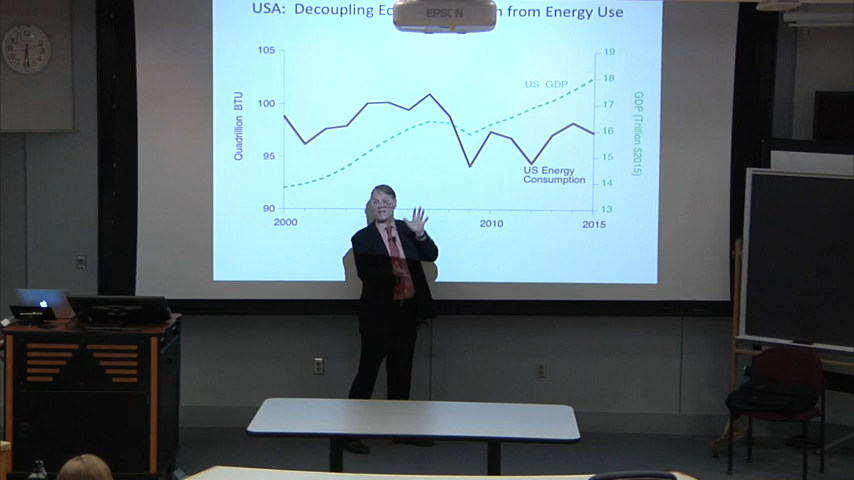 USA: Decoupling Ec n from Energy Use
EPSON
105
100
95
90
Quadrillion BTU
2000
2010
2015
US GDP
US Energy
Consumption
19
18
17
16
15
14
13
GDP (Trillion $2015)